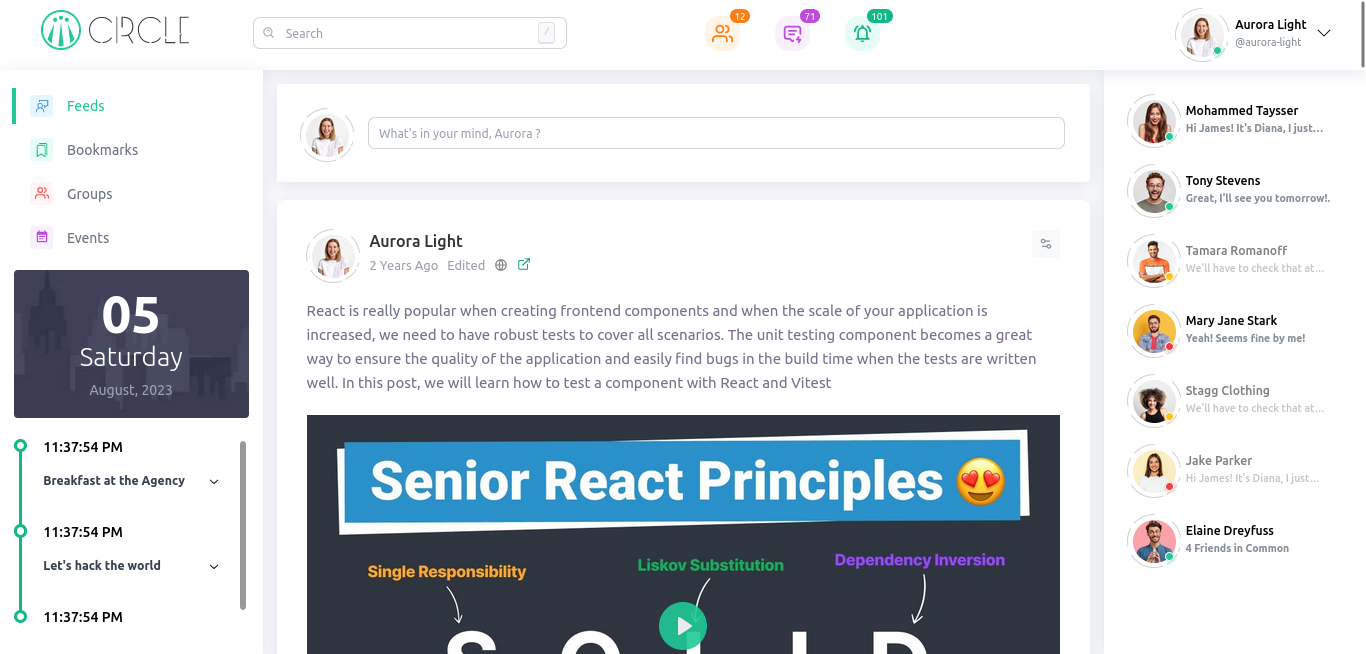 CIRCLE
Search
/
12
71
101
Aurora Light
@aurora-light
Feeds
Bookmarks
Groups
Events
05
Saturday
August, 2023
11:37:54 PM
Breakfast at the Agency
11:37:54 PM
Let's hack the world
11:37:54 PM
What's in your mind, Aurora ?
Aurora Light
2 Years Ago Edited
React is really popular when creating frontend components and when the scale of your application is
increased, we need to have robust tests to cover all scenarios. The unit testing component becomes a great
way to ensure the quality of the application and easily find bugs in the build time when the tests are written
well. In this post, we will learn how to test a component with React and Vitest
Senior React Principles 😍
Single Responsibility
Liskov Substitution
Dependency Inversion
S O L I D
Mohammed Taysser
Hi James! It's Diana, I just...
Tony Stevens
Great, I'll see you tomorrow!.
Tamara Romanoff
We'll have to check that at...
Mary Jane Stark
Yeah! Seems fine by me!
Stagg Clothing
We'll have to check that at...
Jake Parker
Hi James! It's Diana, I just...
Elaine Dreyfuss
4 Friends in Common